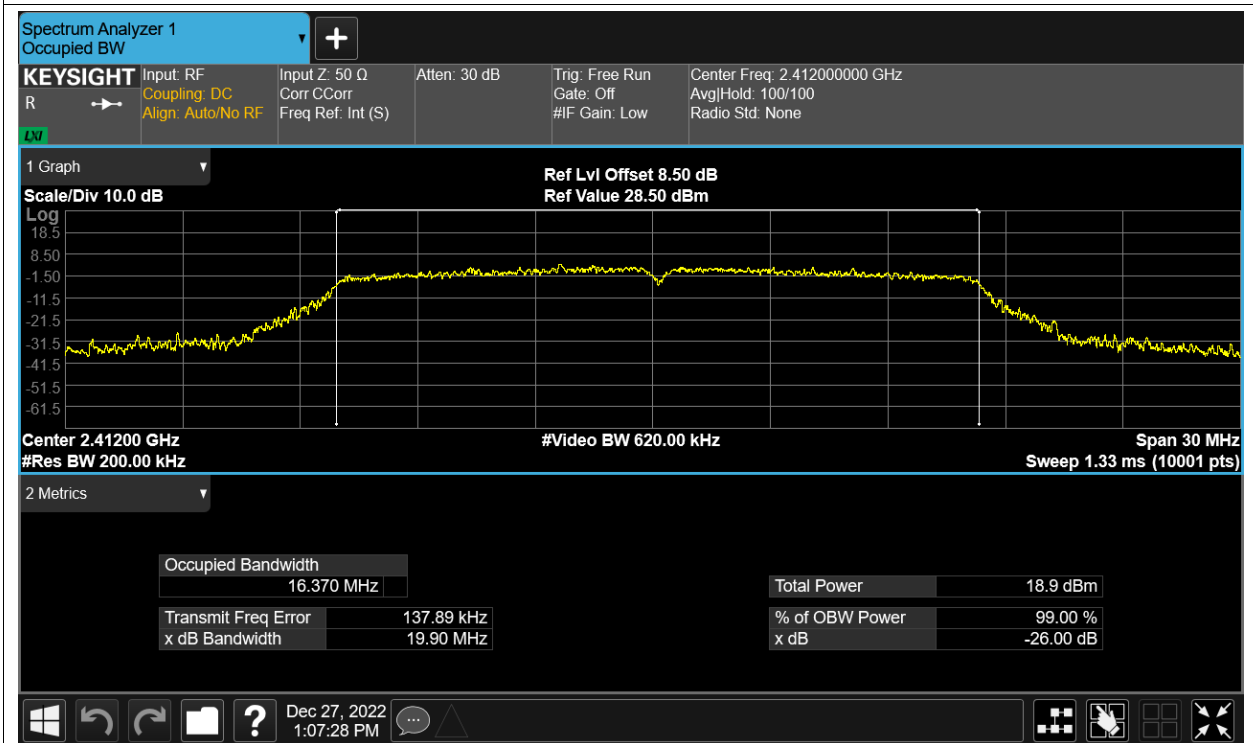 Spectrum Analyzer 1
Occupied BW
KEYSIGHT
R
LXI
Input: RF
Coupling: DC
Align: Auto/No RF
Input Z: 50 Ω
Corr CCorr
Freq Ref: Int (S)
Atten: 30 dB
Trig: Free Run
Gate: Off
#IF Gain: Low
Center Freq: 2.412000000 GHz
Avg|Hold: 100/100
Radio Std: None
1 Graph
Scale/Div 10.0 dB
Ref Lvl Offset 8.50 dB
Ref Value 28.50 dBm
Log
18.5
8.50
-1.50
-11.5
-21.5
-31.5
-41.5
-51.5
-61.5
Center 2.41200 GHz
#Video BW 620.00 kHz
Span 30 MHz
#Res BW 200.00 kHz
Sweep 1.33 ms (10001 pts)
2 Metrics
Occupied Bandwidth
16.370 MHz
Transmit Freq Error 137.89 kHz
x dB Bandwidth 19.90 MHz
Total Power 18.9 dBm
% of OBW Power 99.00 %
x dB -26.00 dB
?
Dec 27, 2022
1:07:28 PM